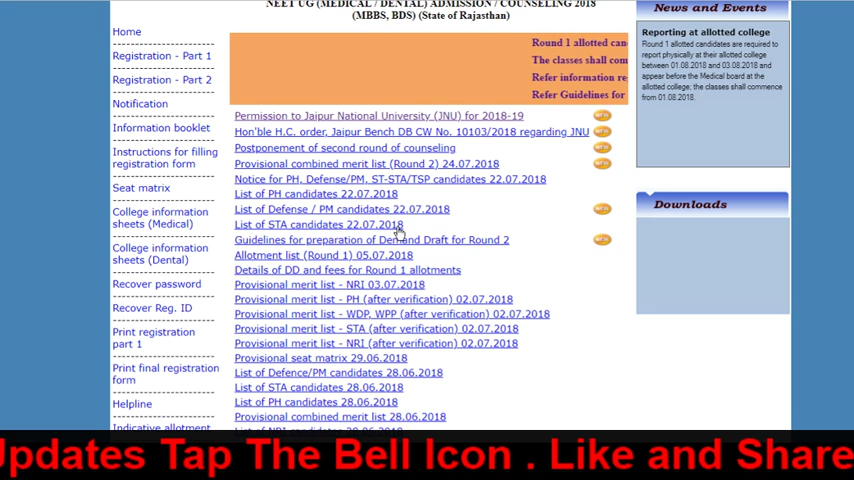 NEET UG (MEDICAL / DENTAL) ADMISSION / COUNSELING 2018
(MBBS, BDS) (State of Rajasthan)
Home
Registration - Part 1
Registration - Part 2
Notification
Information booklet
Instructions for filling
registration form
Seat matrix
College information
sheets (Medical)
College information
sheets (Dental)
Recover password
Recover Reg. ID
Print registration
part 1
Print final registration
form
Helpline
Indicative allotment
Round 1 allotted can
The classes shall com
Refer information re
Refer Guidelines for
Permission to Jaipur National University (JNU) for 2018-19
Hon'ble H.C. order, Jaipur Bench DB CW No. 10103/2018 regarding JNU
Postponement of second round of counseling
Provisional combined merit list (Round 2) 24.07.2018
Notice for PH, Defense/PM, ST-STA/TSP candidates 22.07.2018
List of PH candidates 22.07.2018
List of Defense / PM candidates 22.07.2018
List of STA candidates 22.07.2018
Guidelines for preparation of Demand Draft for Round 2
Allotment list (Round 1) 05.07.2018
Details of DD and fees for Round 1 allotments
Provisional merit list - NRI 03.07.2018
Provisional merit list - PH (after verification) 02.07.2018
Provisional merit list - WDP, WPP (after verification) 02.07.2018
Provisional merit list - STA (after verification) 02.07.2018
Provisional merit list - NRI (after verification) 02.07.2018
Provisional seat matrix 29.06.2018
List of Defence/PM candidates 28.06.2018
List of STA candidates 28.06.2018
List of PH candidates 28.06.2018
Provisional combined merit list 28.06.2018
List of NRI candidates 28.06.2018
News and Events
Reporting at allotted college
Round 1 allotted candidates are required to
report physically at their allotted college
between 01.08.2018 and 03.08.2018 and
appear before the Medical board at the
allotted college; the classes shall commence
from 01.08.2018.
Downloads
Updates Tap The Bell Icon . Like and Share